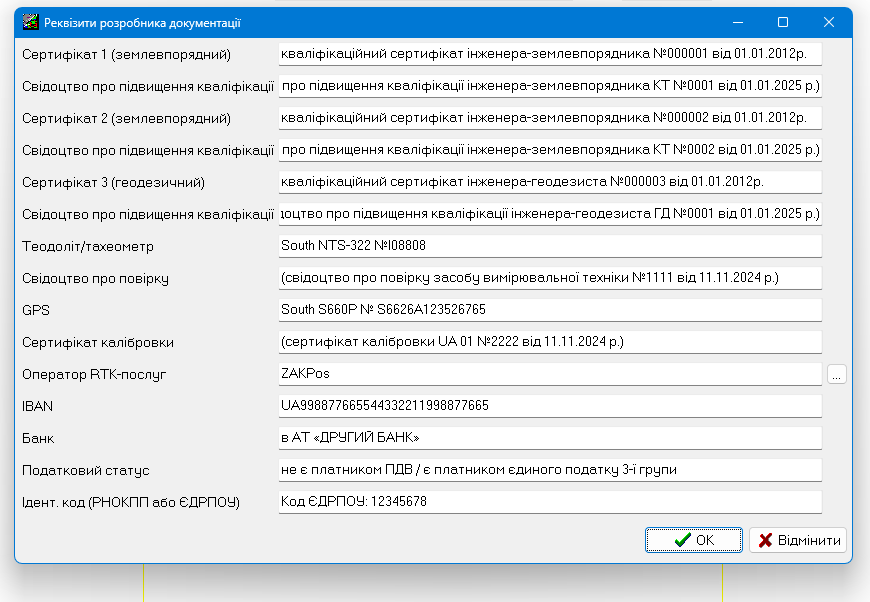 Реквізити розробника документації
Сертифікат 1 (землевпорядний) кваліфікаційний сертифікат інженера-землевпорядника №000001 від 01.01.2012р.
Свідоцтво про підвищення кваліфікації про підвищення кваліфікації інженера-землевпорядника КТ №0001 від 01.01.2025 р.)
Сертифікат 2 (землевпорядний) кваліфікаційний сертифікат інженера-землевпорядника №000002 від 01.01.2012р.
Свідоцтво про підвищення кваліфікації про підвищення кваліфікації інженера-землевпорядника КТ №0002 від 01.01.2025 р.)
Сертифікат 3 (геодезичний) кваліфікаційний сертифікат інженера-геодезиста №000003 від 01.01.2012р.
Свідоцтво про підвищення кваліфікації оцтво про підвищення кваліфікації інженера-геодезиста ГД №0001 від 01.01.2025 р.)
Теодоліт/тахеометр South NTS-322 №І08808
Свідоцтво про повірку (свідоцтво про повірку засобу вимірювальної техніки №1111 від 11.11.2024 р.)
GPS South S660P № S6626A123526765
Сертифікат калібровки (сертифікат калібровки UA 01 №2222 від 11.11.2024 р.)
Оператор RTK-послуг ZAKPos ...
IBAN UA998877665544332211998877665
Банк в АТ «ДРУГИЙ БАНК»
Податковий статус не є платником ПДВ / є платником єдиного податку 3-ї групи
Ідент. код (РНОКПП або ЄДРПОУ) Код ЄДРПОУ: 12345678
OK Відмінити